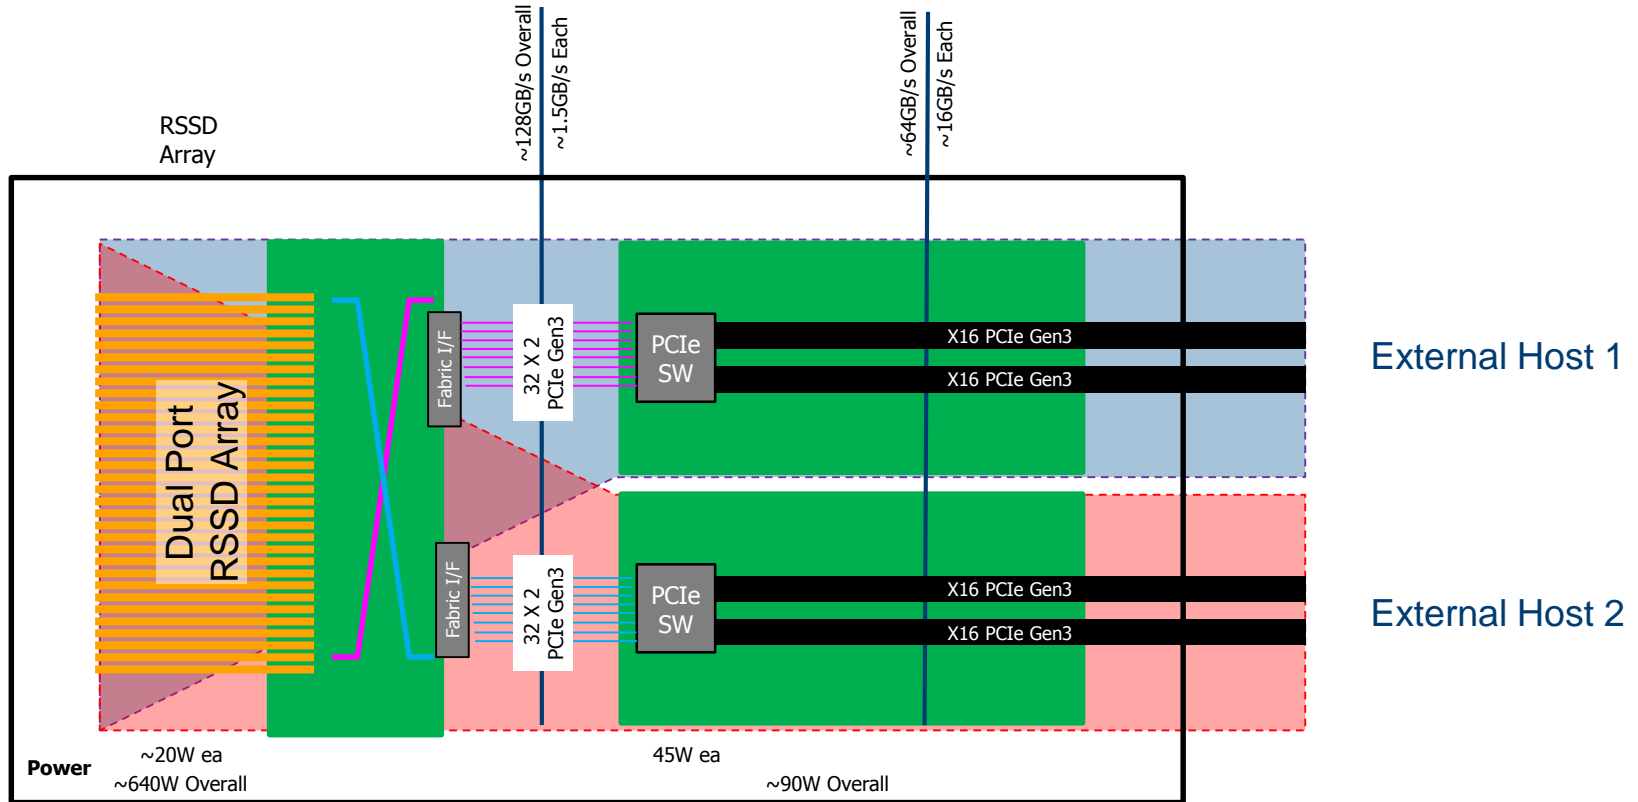 ~128GB/s Overall
~1.5GB/s Each
~64GB/s Overall
~16GB/s Each
RSSD
Array
Dual Port
RSSD Array
Fabric I/F
32 X 2
PCIe Gen3
PCIe
SW
X16 PCIe Gen3
X16 PCIe Gen3
External Host 1
Fabric I/F
32 X 2
PCIe Gen3
PCIe
SW
X16 PCIe Gen3
X16 PCIe Gen3
External Host 2
Power
~20W ea
~640W Overall
45W ea
~90W Overall